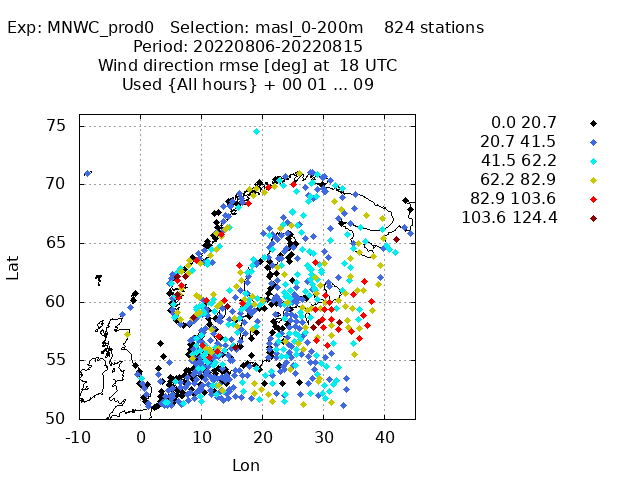 Exp: MNWC_prod0   Selection: masl_0-200m    824 stations
Period: 20220806-20220815
Wind direction rmse [deg] at  18 UTC
Used {All hours} + 00 01 ... 09
0.0 20.7
20.7 41.5
41.5 62.2
62.2 82.9
82.9 103.6
103.6 124.4
75
70
65
60
55
50
Lat
-10 0 10 20 30 40
Lon